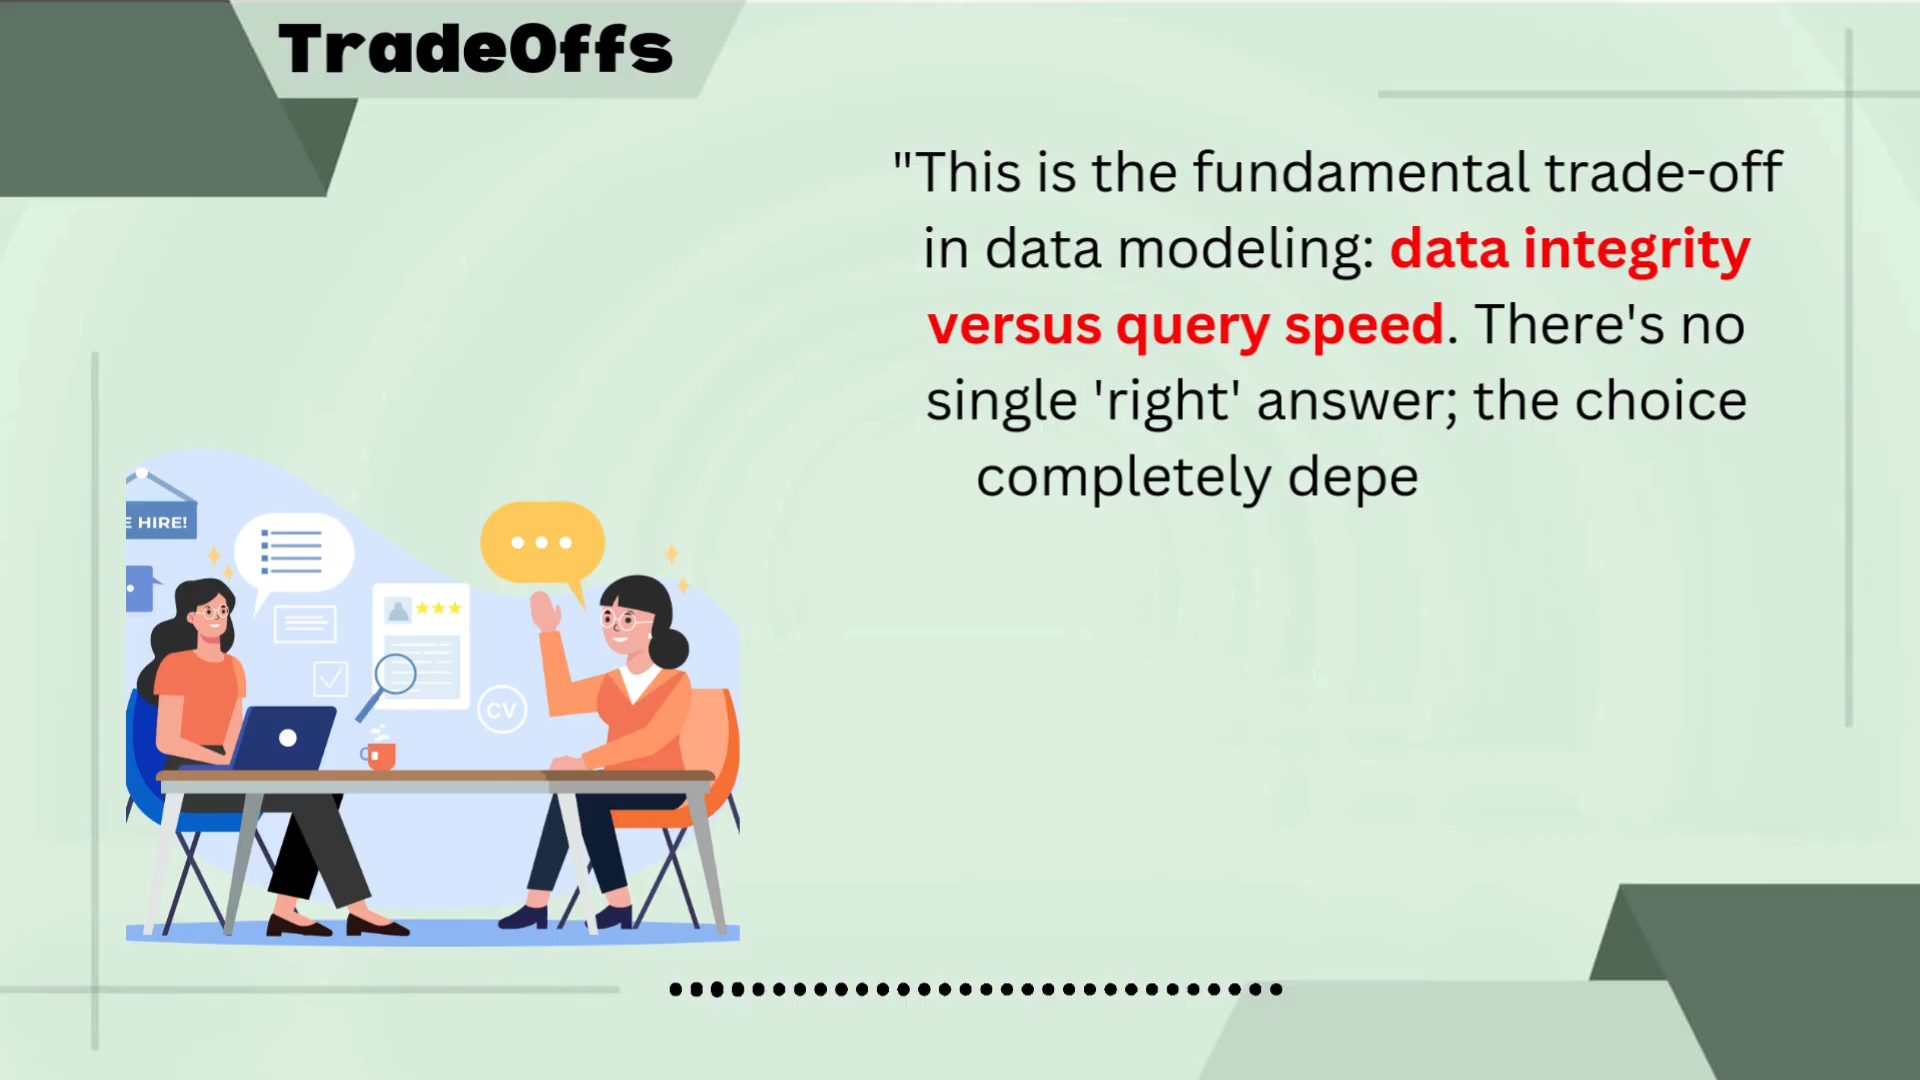 TradeOffs
"This is the fundamental trade-off
in data modeling: data integrity
versus query speed. There's no
single 'right' answer; the choice
completely depe
E HIRE!
CV